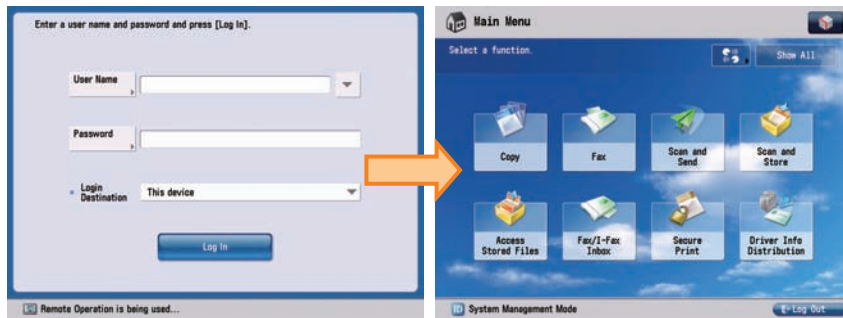 Enter a user name and password and press [Log In].
User Name
Password
Login
Destination
This device
Log In
Remote Operation is being used...
Main Menu
Select a function.
Show All
Copy
Fax
Scan and
Send
Scan and
Store
Access
Stored Files
Fax/I-Fax
Inbox
Secure
Print
Driver Info
Distribution
ID System Management Mode
Log Out